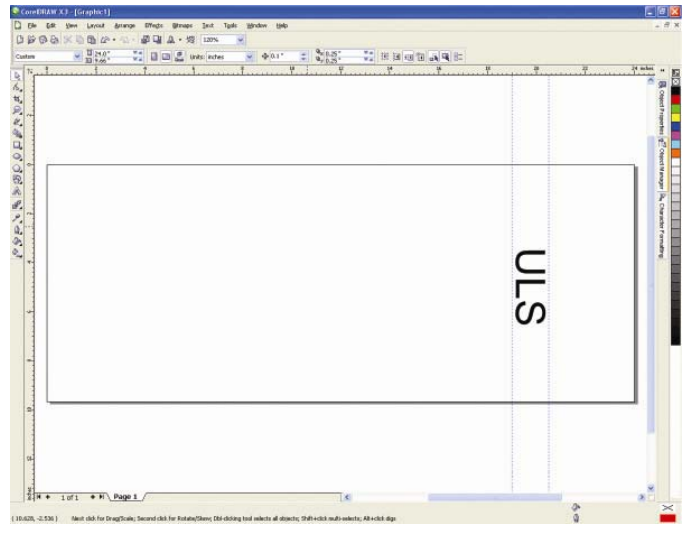 CorelDRAW X3 - [Graphic1]
File Edit View Layout Arrange Effects Bitmaps Text Tools Window Help
120%
Custom 24.0" 9.66" Units: inches 0.1" 0.25" 0.25"
24 inches
Object Properties
Object Manager
Character Formatting
ULS
1 of 1 Page 1
(10.628, -2.536) Next click for Drag/Scale; Second click for Rotate/Skew; Dbl-clicking tool selects all objects; Shift+click multi-selects; Alt+click digs